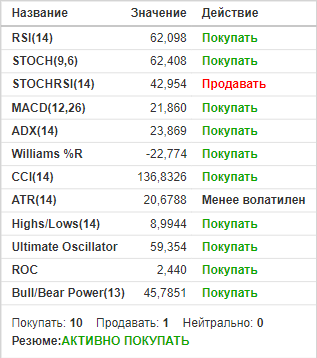 Название Значение Действие
RSI(14) 62,098 Покупать
STOCH(9,6) 62,408 Покупать
STOCHRSI(14) 42,954 Продавать
MACD(12,26) 21,860 Покупать
ADX(14) 23,869 Покупать
Williams %R -22,774 Покупать
CCI(14) 136,8326 Покупать
ATR(14) 20,6788 Менее волатилен
Highs/Lows(14) 8,9944 Покупать
Ultimate Oscillator 59,354 Покупать
ROC 2,440 Покупать
Bull/Bear Power(13) 45,7851 Покупать
Покупать: 10 Продавать: 1 Нейтрально: 0
Резюме:АКТИВНО ПОКУПАТЬ